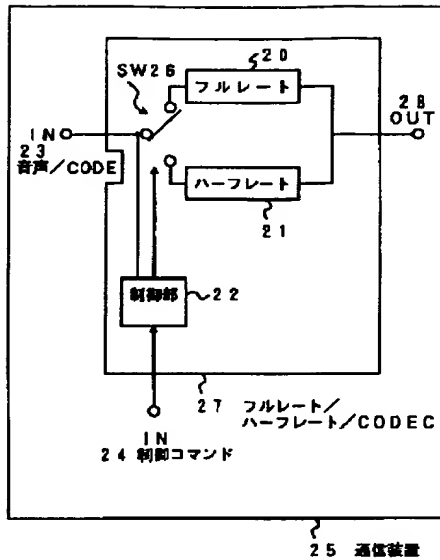 20
SW26
フルレート
28
OUT
IN
23
音声/CODE
ハーフレート
21
制御部
22
27 フルレート/
ハーフレート/CODEC
IN
24 制御コマンド
25 通信装置